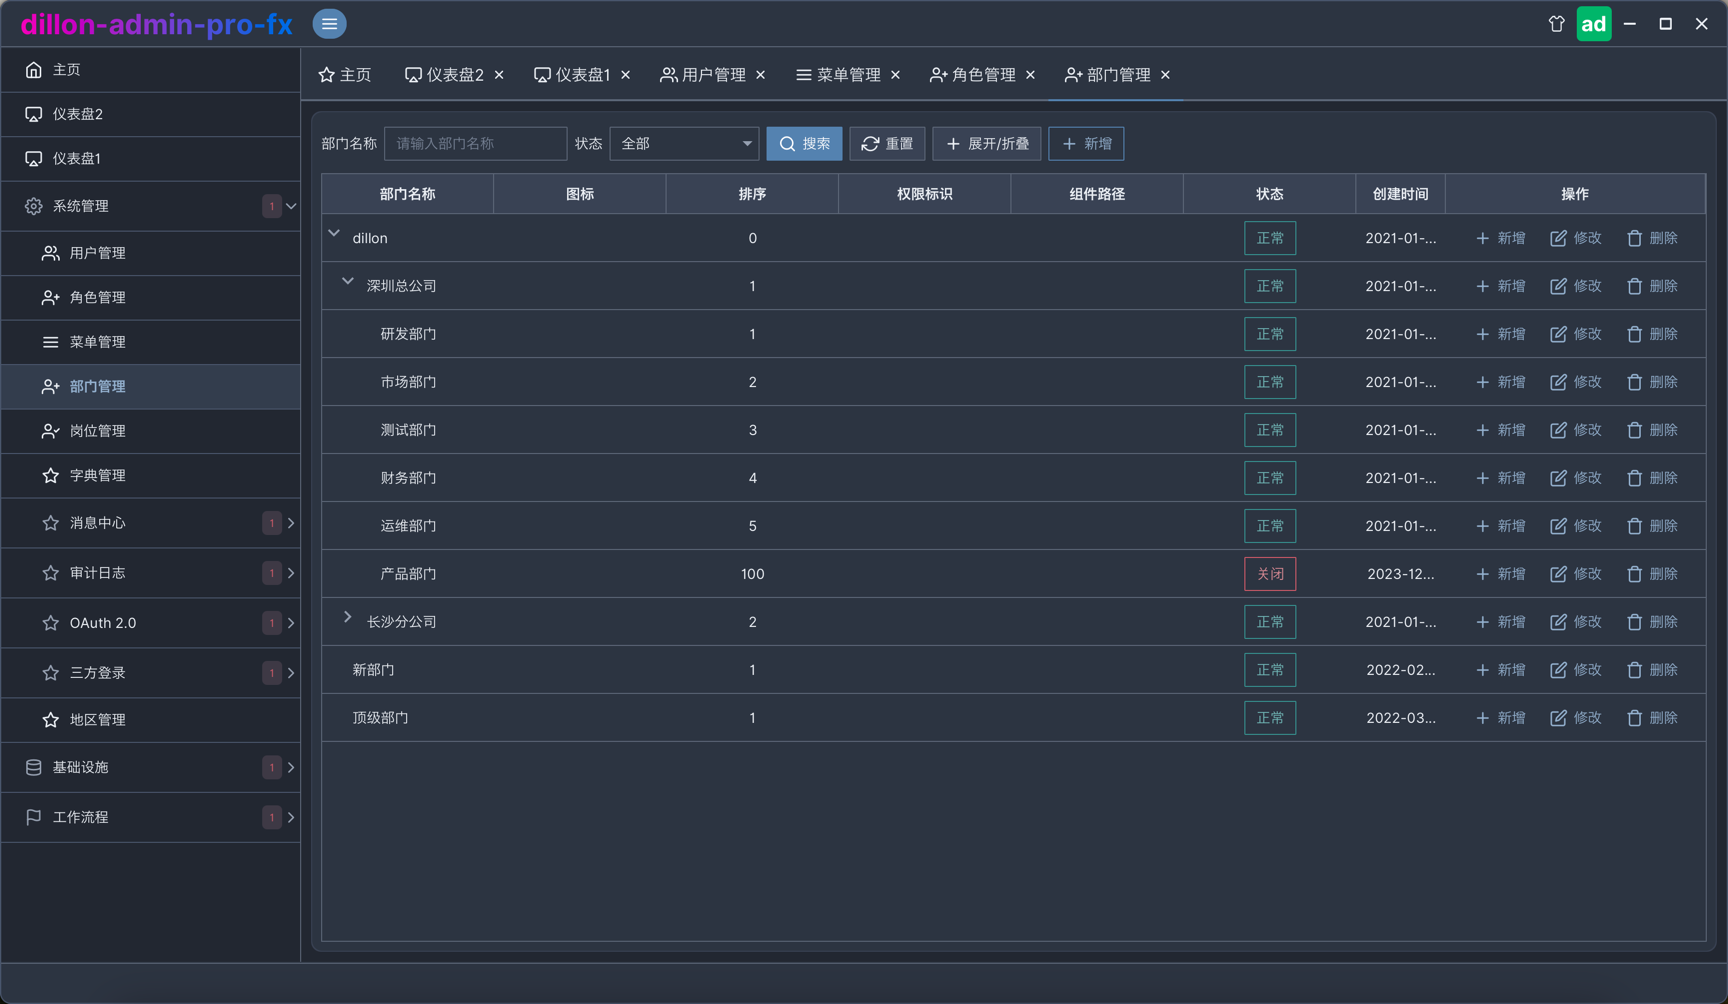 dillon-admin-pro-fx
ad
主页
仪表盘2
仪表盘1
系统管理 1
用户管理
角色管理
菜单管理
部门管理
岗位管理
字典管理
消息中心 1
审计日志 1
OAuth 2.0 1
三方登录 1
地区管理
基础设施 1
工作流程 1
主页 仪表盘2 仪表盘1 用户管理 菜单管理 角色管理 部门管理
部门名称 请输入部门名称 状态 全部 搜索 重置 展开/折叠 新增
部门名称 图标 排序 权限标识 组件路径 状态 创建时间 操作
dillon 0 正常 2021-01-... 新增 修改 删除
深圳总公司 1 正常 2021-01-... 新增 修改 删除
研发部门 1 正常 2021-01-... 新增 修改 删除
市场部门 2 正常 2021-01-... 新增 修改 删除
测试部门 3 正常 2021-01-... 新增 修改 删除
财务部门 4 正常 2021-01-... 新增 修改 删除
运维部门 5 正常 2021-01-... 新增 修改 删除
产品部门 100 关闭 2023-12... 新增 修改 删除
长沙分公司 2 正常 2021-01-... 新增 修改 删除
新部门 1 正常 2022-02... 新增 修改 删除
顶级部门 1 正常 2022-03... 新增 修改 删除